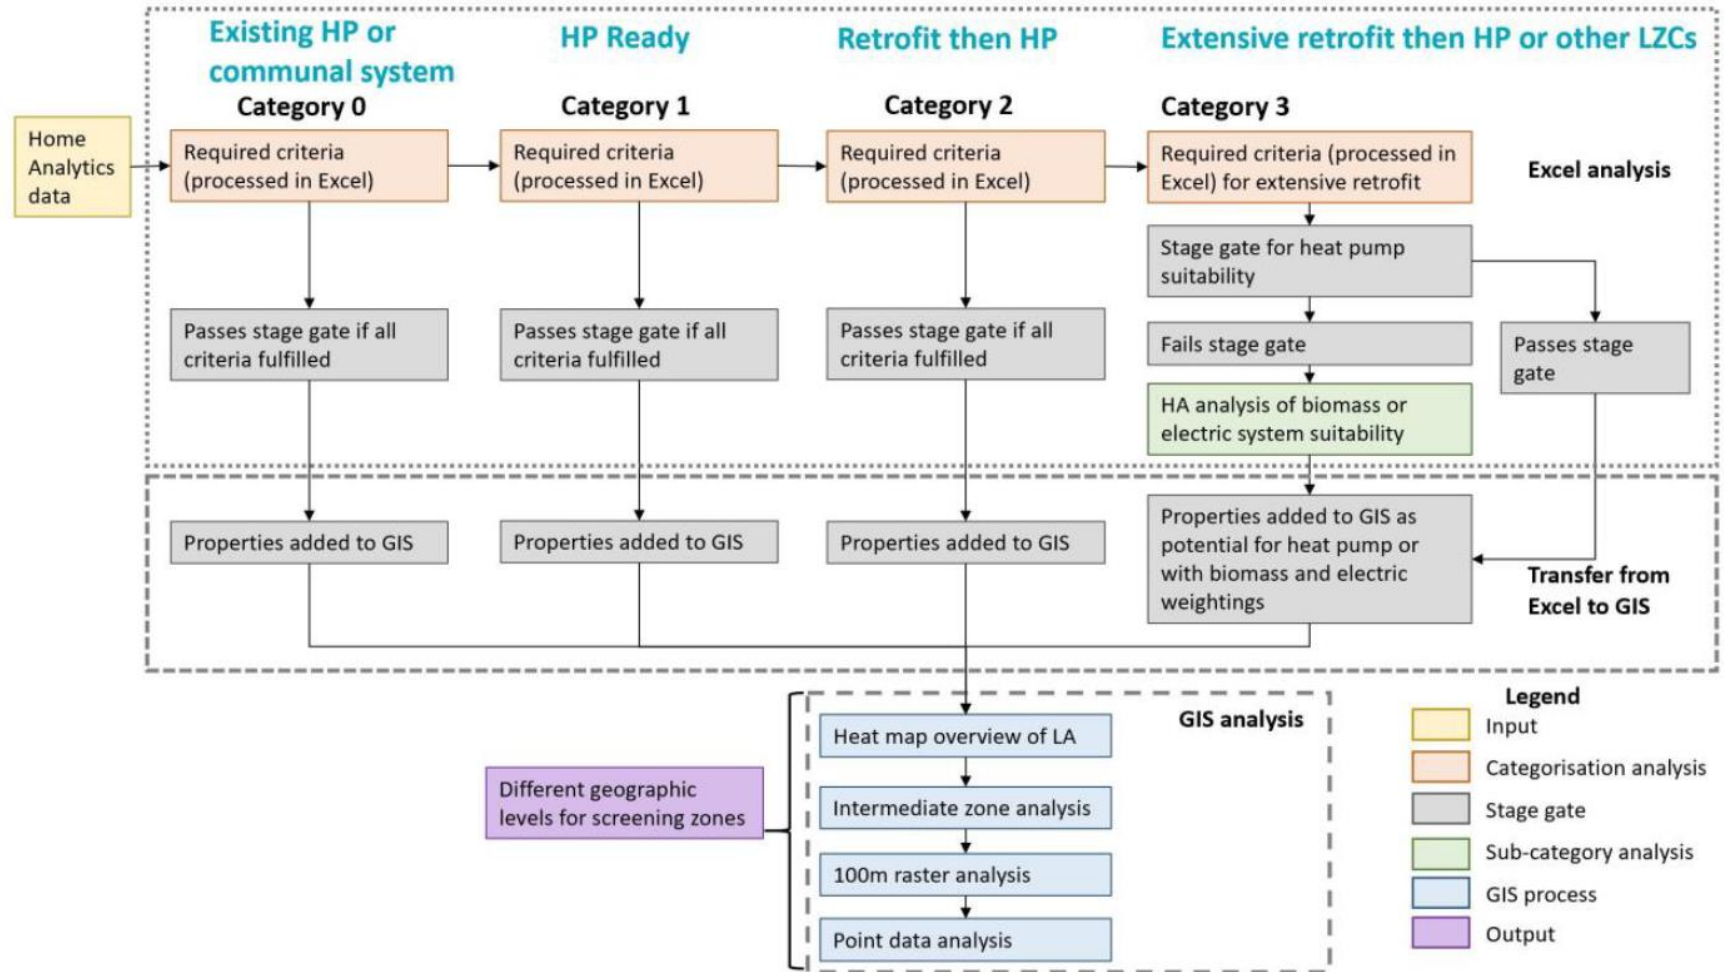 Existing HP or
communal system
Category 0
HP Ready
Category 1
Retrofit then HP
Category 2
Extensive retrofit then HP or other LZCs
Category 3
Home
Analytics
data
Required criteria
(processed in Excel)
Required criteria
(processed in Excel)
Required criteria
(processed in Excel)
Required criteria (processed in
Excel) for extensive retrofit
Excel analysis
Stage gate for heat pump
suitability
Passes stage gate if all
criteria fulfilled
Passes stage gate if all
criteria fulfilled
Passes stage gate if all
criteria fulfilled
Fails stage gate
Passes stage
gate
HA analysis of biomass or
electric system suitability
Properties added to GIS
Properties added to GIS
Properties added to GIS
Properties added to GIS as
potential for heat pump or
with biomass and electric
weightings
Transfer from
Excel to GIS
GIS analysis
Heat map overview of LA
Intermediate zone analysis
100m raster analysis
Point data analysis
Different geographic
levels for screening zones
Legend
Input
Categorisation analysis
Stage gate
Sub-category analysis
GIS process
Output